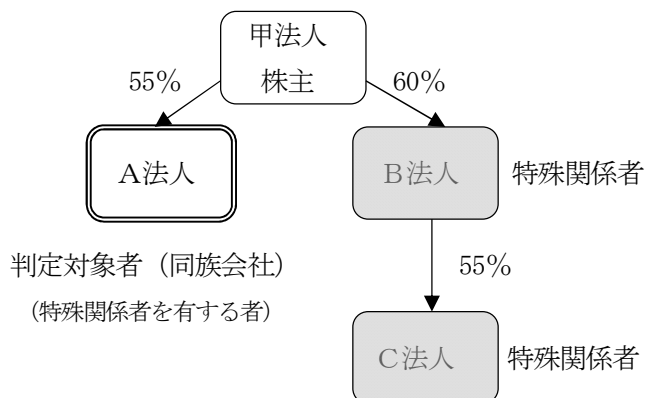 甲法人
株主
55%
60%
A法人
B法人
特殊関係者
判定対象者（同族会社）
（特殊関係者を有する者）
55%
C法人
特殊関係者